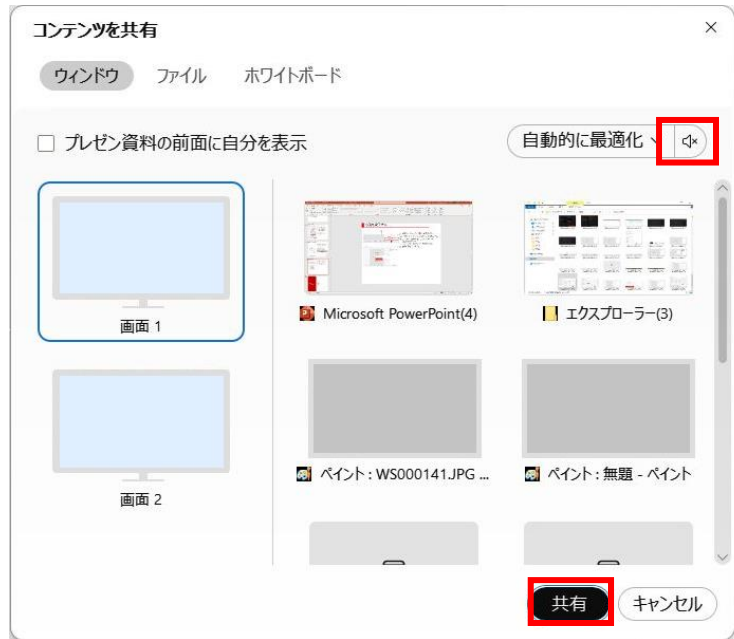 コンテンツを共有
ウィンドウ ファイル ホワイトボード
プレゼン資料の前面に自分を表示 自動的に最適化
画面 1
Microsoft PowerPoint(4) エクスプローラー(3)
画面 2
ペイント : WS000141.JPG ... ペイント : 無題 - ペイント
共有 キャンセル